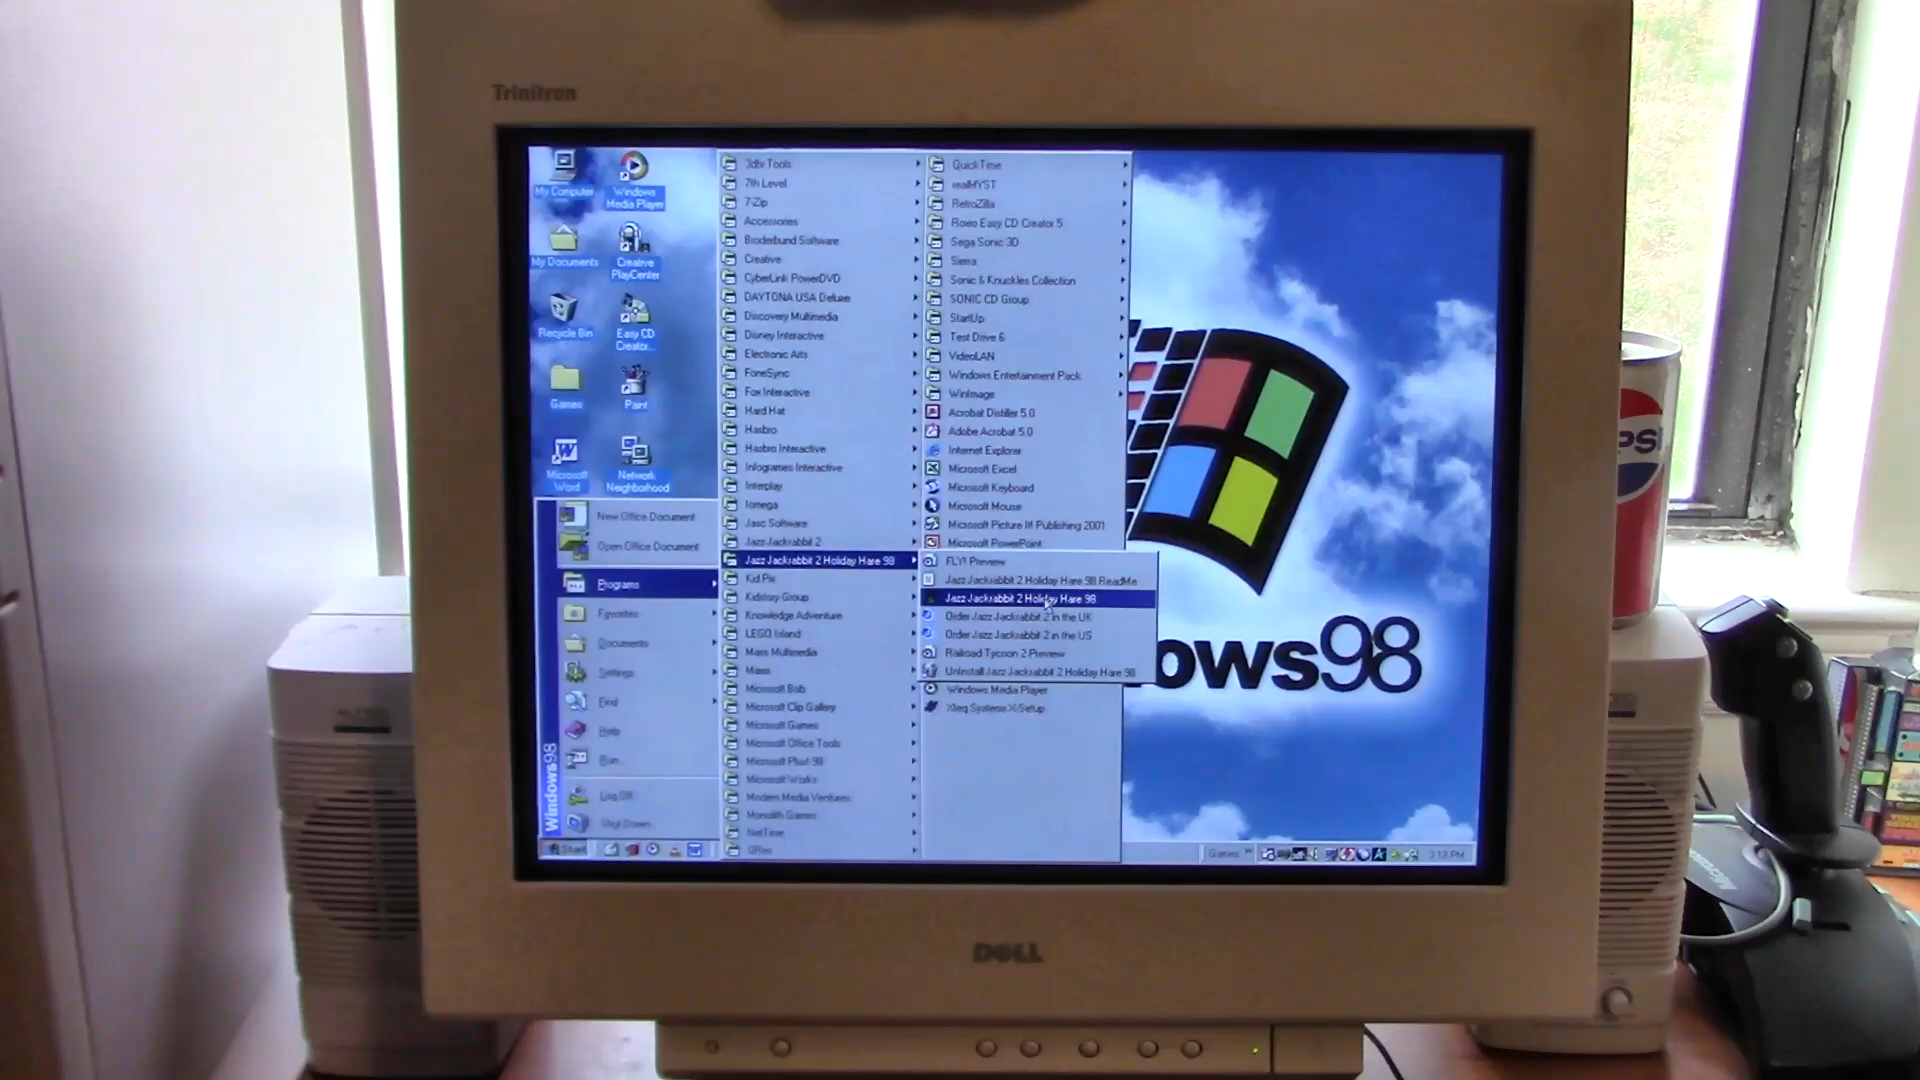 Trinitron
My Computer
Windows
Media Player
My Documents
Creative
PlayCenter
Recycle Bin
Easy CD
Creator...
Games
Paint
Microsoft
Word
Network
Neighborhood
New Office Document
Open Office Document
Programs
Favorites
Documents
Settings
Find
Help
Run...
Log Off
Shut Down
Windows98
Start
3dfx Tools
7th Level
7-Zip
Accessories
Broderbund Software
Creative
CyberLink PowerDVD
DAYTONA USA Deluxe
Discovery Multimedia
Disney Interactive
Electronic Arts
FoneSync
Fox Interactive
Hard Hat
Hasbro
Hasbro Interactive
Infogrames Interactive
Interplay
Iomega
Jasc Software
Jazz Jackrabbit 2
Jazz Jackrabbit 2 Holiday Hare 98
Kid Pix
Kidstory Group
Knowledge Adventure
LEGO Island
Mass Multimedia
Maxis
Microsoft Bob
Microsoft Clip Gallery
Microsoft Games
Microsoft Office Tools
Microsoft Plus! 98
Microsoft Works
Modern Media Ventures
Monolith Games
NetTime
QRes
QuickTime
realMYST
RetroZilla
Roxio Easy CD Creator 5
Sega Sonic 3D
Sierra
Sonic & Knuckles Collection
SONIC CD Group
StartUp
Test Drive 6
VideoLAN
Windows Entertainment Pack
WinImage
Acrobat Distiller 5.0
Adobe Acrobat 5.0
Internet Explorer
Microsoft Excel
Microsoft Keyboard
Microsoft Mouse
Microsoft Picture It! Publishing 2001
Microsoft PowerPoint
FLY! Preview
Jazz Jackrabbit 2 Holiday Hare 98 ReadMe
Jazz Jackrabbit 2 Holiday Hare 98
Order Jazz Jackrabbit 2 in the UK
Order Jazz Jackrabbit 2 in the US
Railroad Tycoon 2 Preview
Uninstall Jazz Jackrabbit 2 Holiday Hare 98
Windows Media Player
Xteq Systems X-Setup
ows98
Games
3:18 PM
DELL
PSI
Microsoft